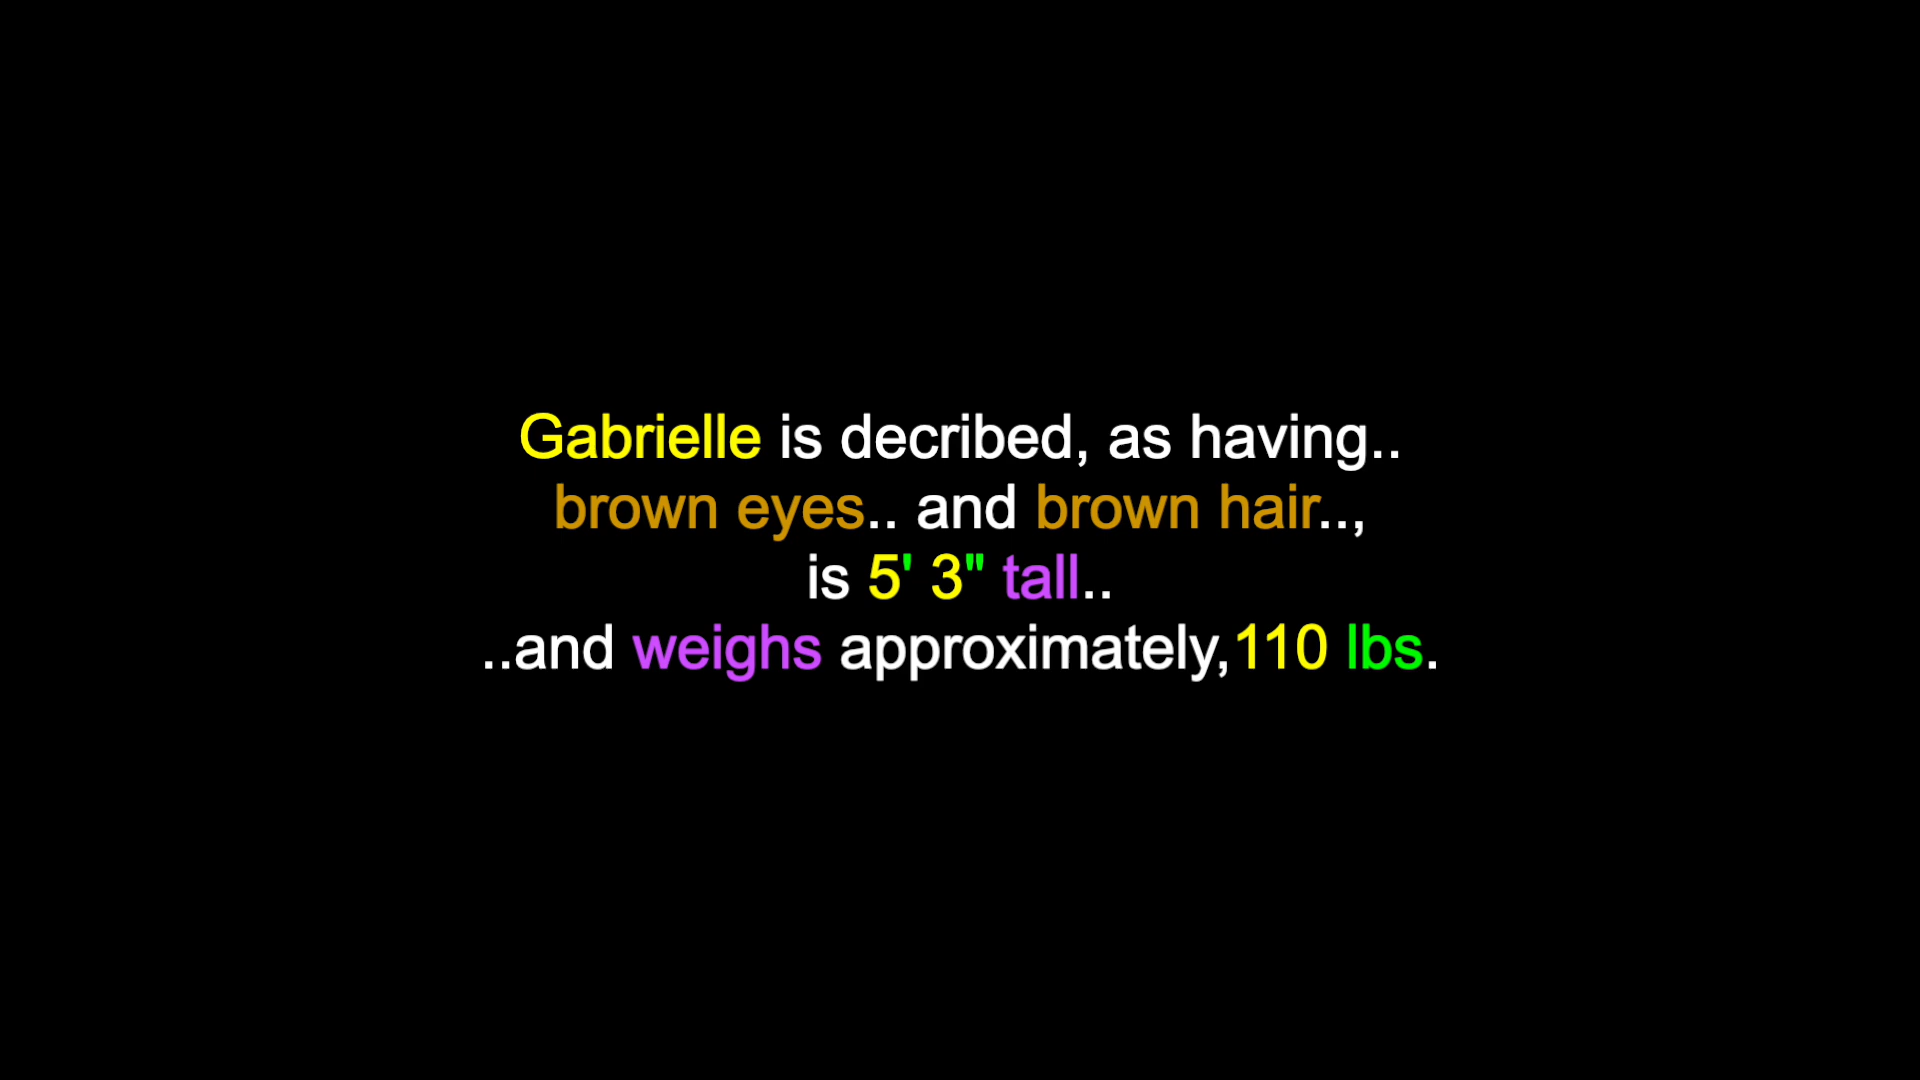 Gabrielle is decribed, as having..
brown eyes.. and brown hair..,
is 5' 3" tall..
..and weighs approximately,110 lbs.